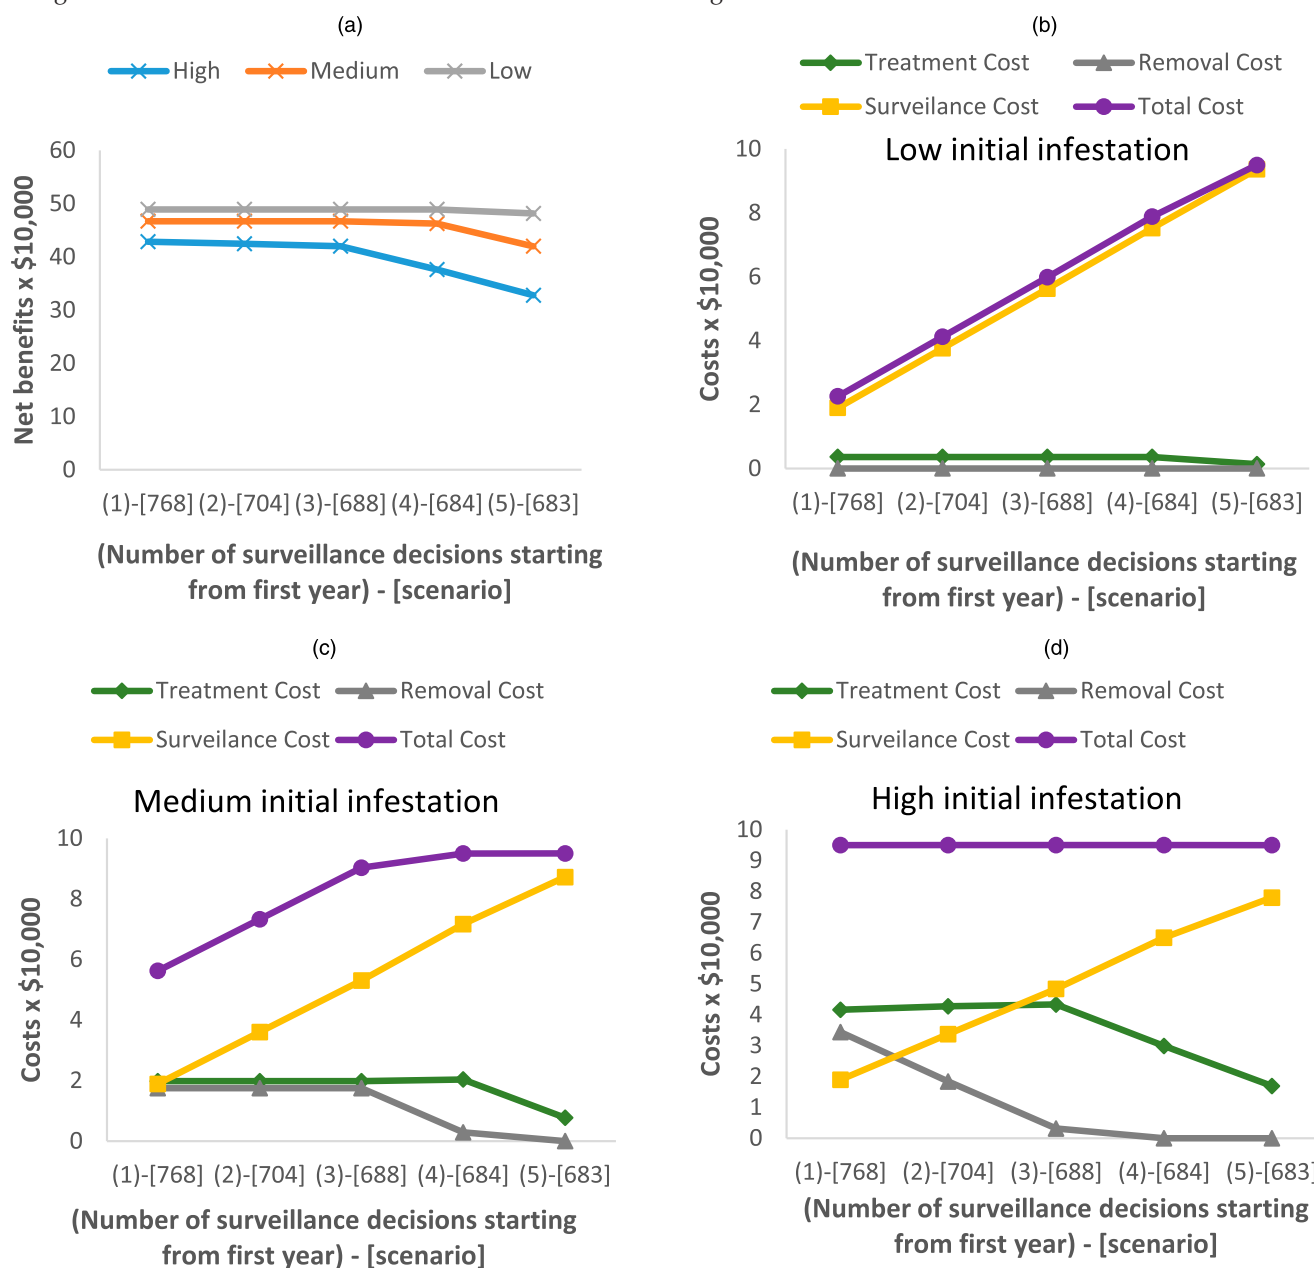 (a)
High Medium Low
60
50
40
30
20
10
0
Net benefits x $10,000
(1)-[768] (2)-[704] (3)-[688] (4)-[684] (5)-[683]
(Number of surveillance decisions starting
from first year) - [scenario]
(b)
Treatment Cost Removal Cost
Surveilance Cost Total Cost
Low initial infestation
10
8
6
4
2
0
Costs x $10,000
(1)-[768] (2)-[704] (3)-[688] (4)-[684] (5)-[683]
(Number of surveillance decisions starting
from first year) - [scenario]
(c)
Treatment Cost Removal Cost
Surveilance Cost Total Cost
Medium initial infestation
10
8
6
4
2
0
Costs x $10,000
(1)-[768] (2)-[704] (3)-[688] (4)-[684] (5)-[683]
(Number of surveillance decisions starting
from first year) - [scenario]
(d)
Treatment Cost Removal Cost
Surveilance Cost Total Cost
High initial infestation
10
9
8
7
6
5
4
3
2
1
0
Costs x $10,000
(1)-[768] (2)-[704] (3)-[688] (4)-[684] (5)-[683]
(Number of surveillance decisions starting
from first year) - [scenario]